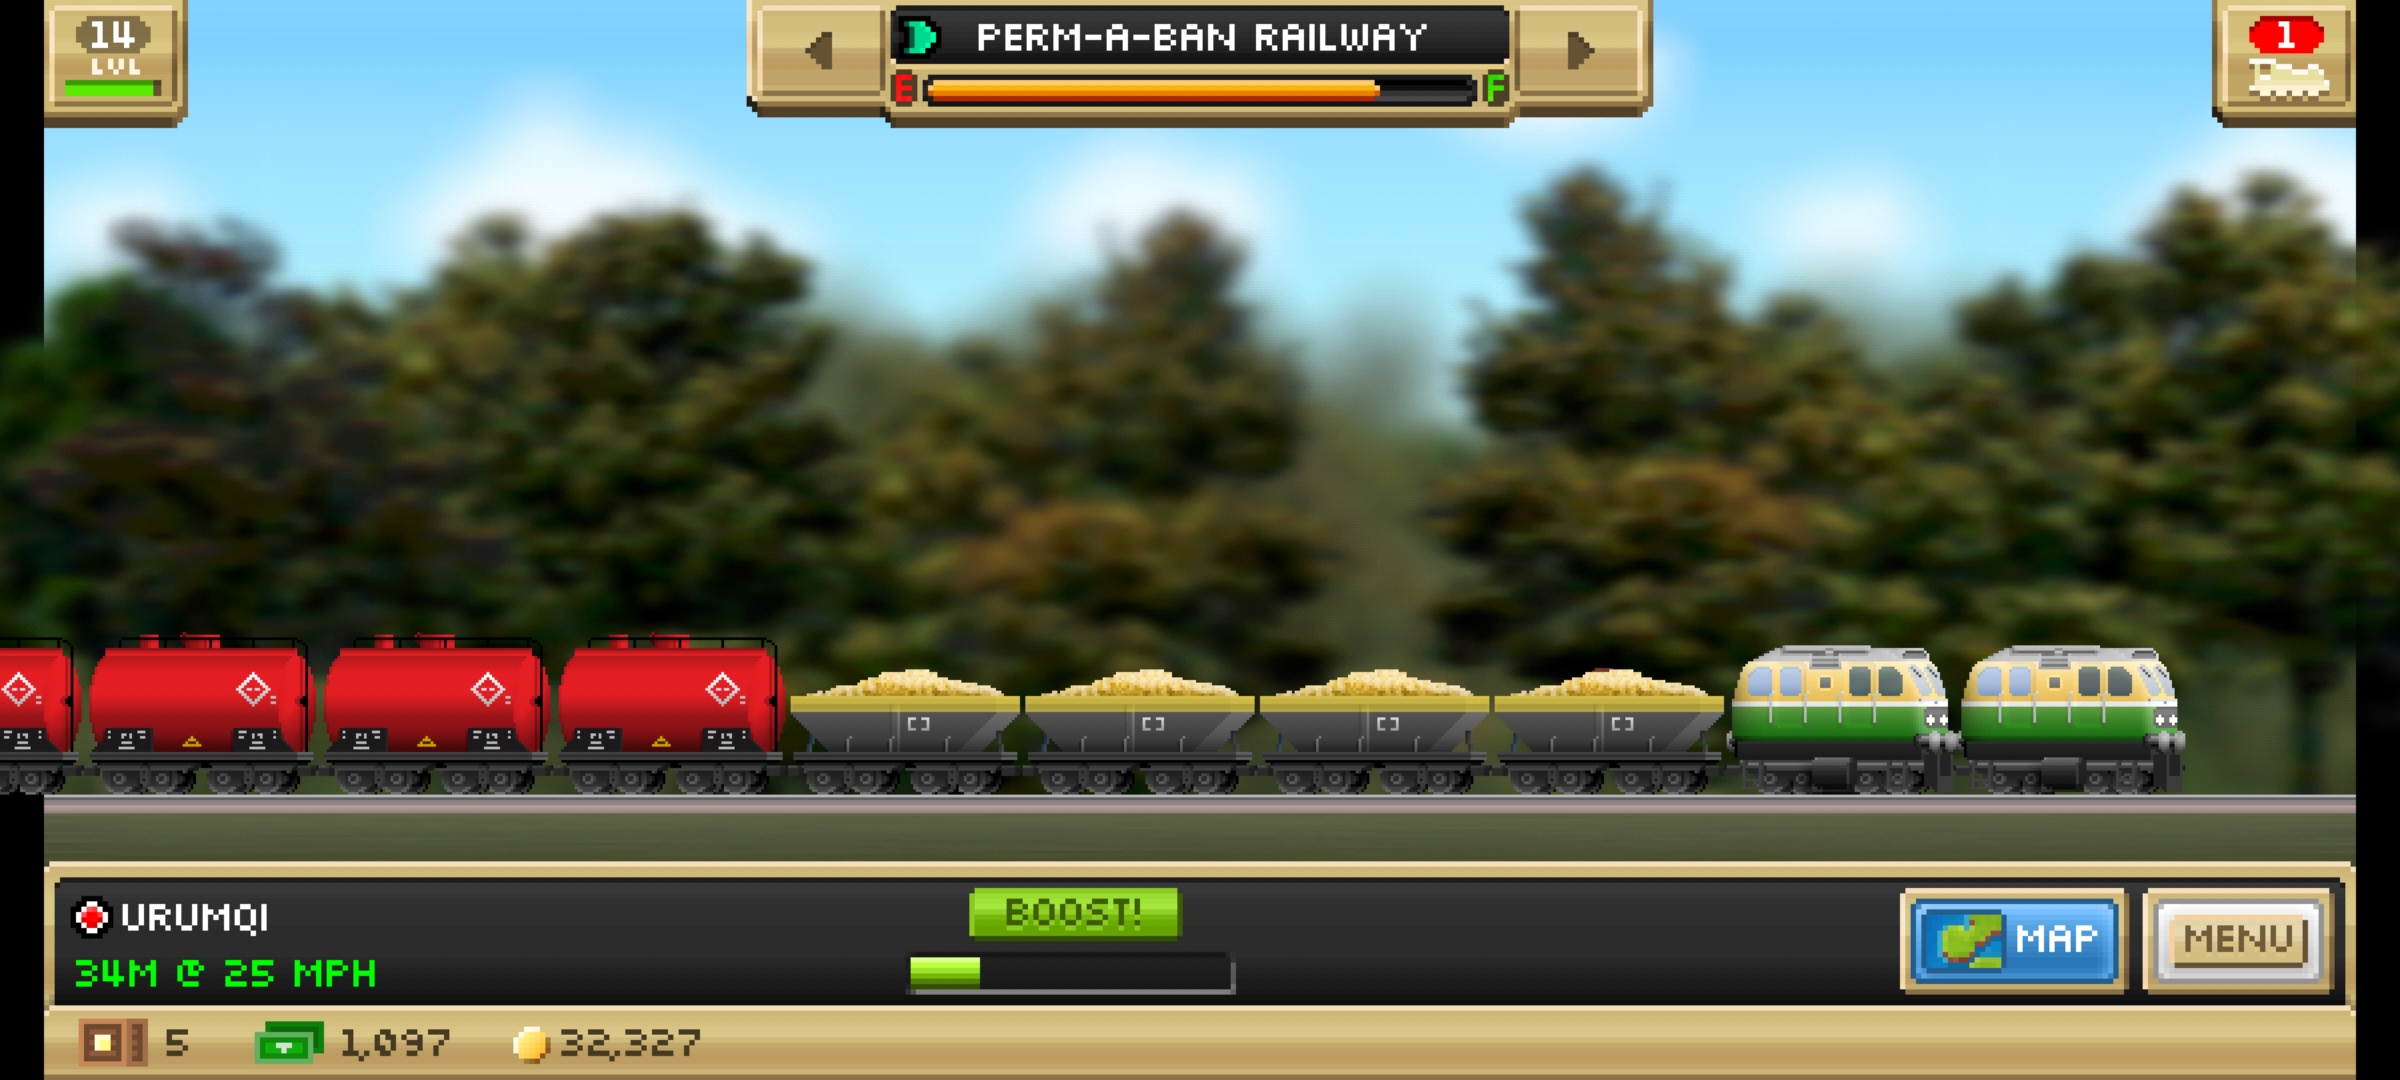 14
LVL
PERM-A-BAN RAILWAY
E F
1
URUMQI
34M @ 25 MPH
BOOST!
MAP
MENU
5
1,097
32,327